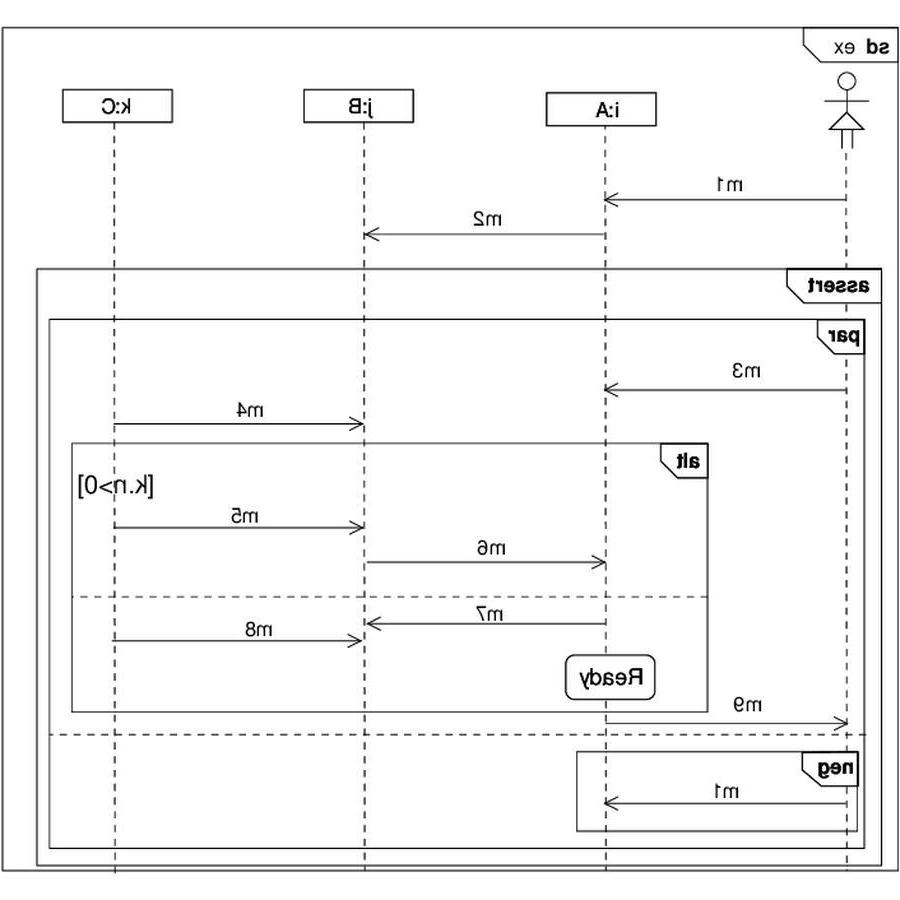 sd ex
i:A
j:B
k:C
m1
m2
assert
par
m3
m4
alt
[k.n>0]
m5
m6
m7
m8
Ready
m9
neg
m1